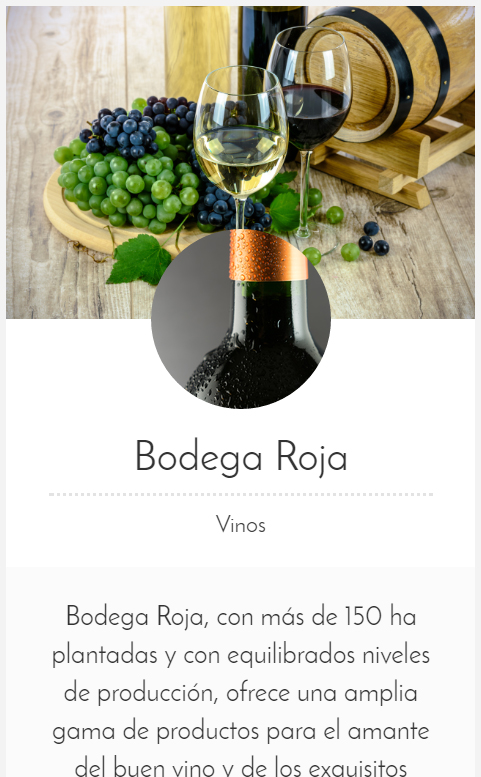 Bodega Roja
Vinos
Bodega Roja, con más de 150 ha
plantadas y con equilibrados niveles
de producción, ofrece una amplia
gama de productos para el amante
del buen vino y de los exquisitos